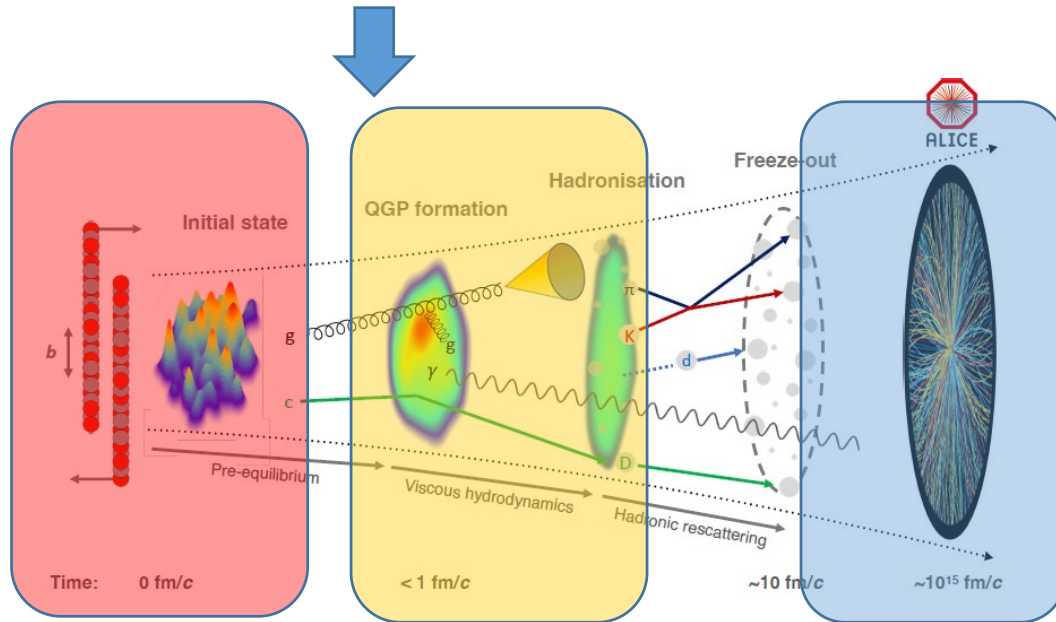 ALICE
Freeze-out
Hadronisation
QGP formation
Initial state
π
g
K
g
b
d
γ
c
D
Pre-equilibrium
Viscous hydrodynamics
Hadronic rescattering
Time: 0 fm/c < 1 fm/c ~10 fm/c ~10¹⁵ fm/c